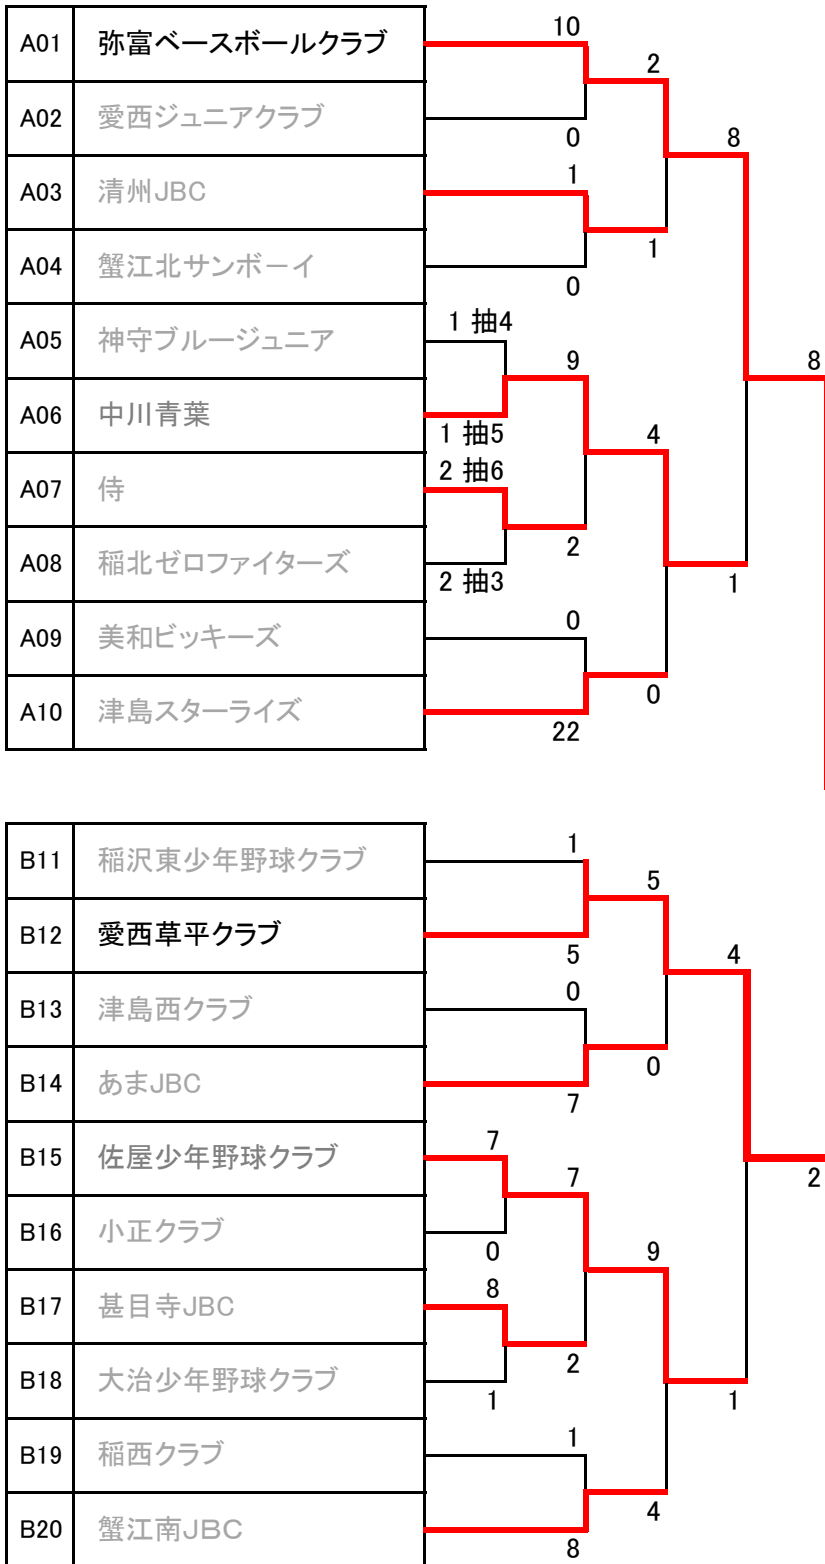 10
A01 弥富ベースボールクラブ
2
A02 愛西ジュニアクラブ
0
8
1
A03 清州JBC
1
A04 蟹江北サンボーイ
0
1 抽4
A05 神守ブルージュニア
9
8
A06 中川青葉
1 抽5
4
2 抽6
A07 侍
2
A08 稲北ゼロファイターズ
2 抽3
1
0
A09 美和ビッキーズ
0
A10 津島スターライズ
22
1
B11 稲沢東少年野球クラブ
5
B12 愛西草平クラブ
5
4
0
B13 津島西クラブ
0
B14 あまJBC
7
7
B15 佐屋少年野球クラブ
7
2
B16 小正クラブ
0
9
8
B17 甚目寺JBC
2
B18 大治少年野球クラブ
1
1
1
B19 稲西クラブ
4
B20 蟹江南JBC
8